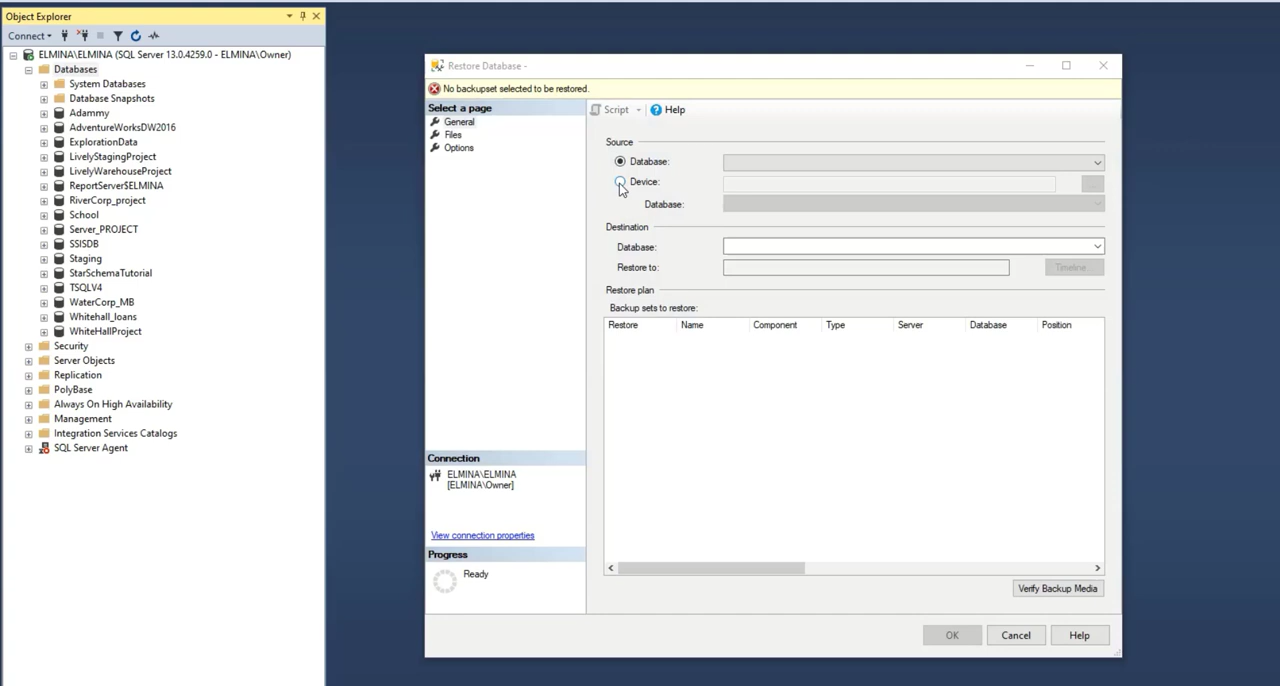 Object Explorer
Connect
ELMINA\ELMINA (SQL Server 13.0.4259.0 - ELMINA\Owner)
Databases
System Databases
Database Snapshots
Adammy
AdventureWorksDW2016
ExplorationData
LivelyStagingProject
LivelyWarehouseProject
ReportServer$ELMINA
RiverCorp_project
School
Server_PROJECT
SSISDB
Staging
StarSchemaTutorial
TSQLV4
WaterCorp_MB
Whitehall_loans
WhiteHallProject
Security
Server Objects
Replication
PolyBase
Always On High Availability
Management
Integration Services Catalogs
SQL Server Agent
Restore Database -
No backupset selected to be restored.
Select a page
General
Files
Options
Connection
ELMINA\ELMINA
[ELMINA\Owner]
View connection properties
Progress
Ready
Script
Help
Source
Database:
Device:
Database:
Destination
Database:
Restore to:
Timeline...
Restore plan
Backup sets to restore:
Restore Name Component Type Server Database Position
Verify Backup Media
OK Cancel Help